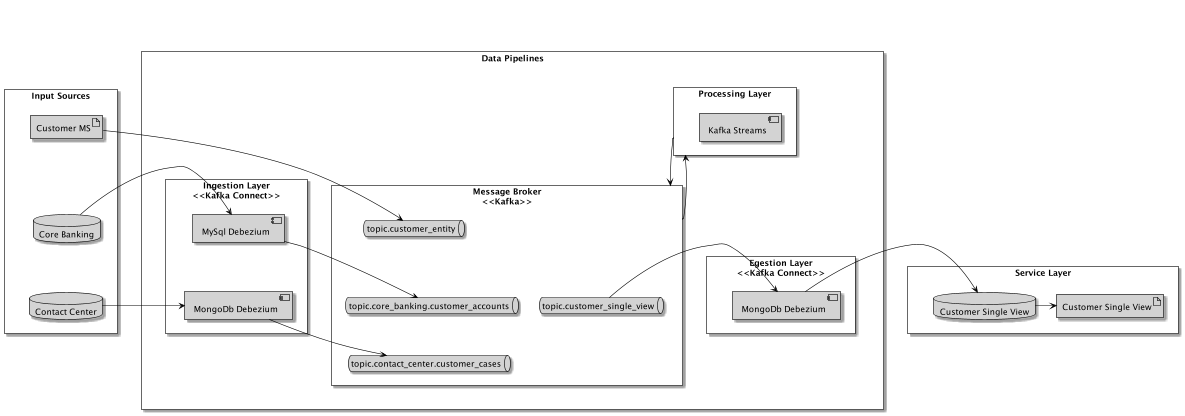 Data Pipelines
Input Sources
Customer MS
Core Banking
Contact Center
Ingestion Layer
<<Kafka Connect>>
MySql Debezium
MongoDb Debezium
Message Broker
<<Kafka>>
topic.customer_entity
topic.core_banking.customer_accounts
topic.customer_single_view
topic.contact_center.customer_cases
Processing Layer
Kafka Streams
Egestion Layer
<<Kafka Connect>>
MongoDb Debezium
Service Layer
Customer Single View
Customer Single View